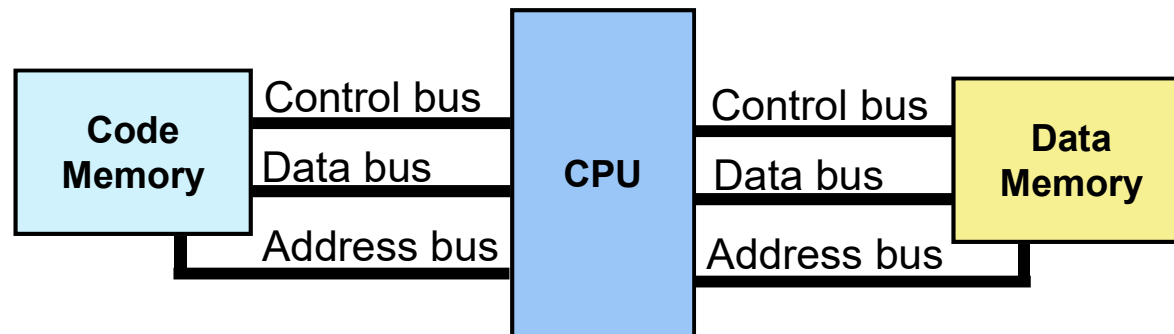 Code
Memory
Control bus
Data bus
Address bus
CPU
Control bus
Data bus
Address bus
Data
Memory